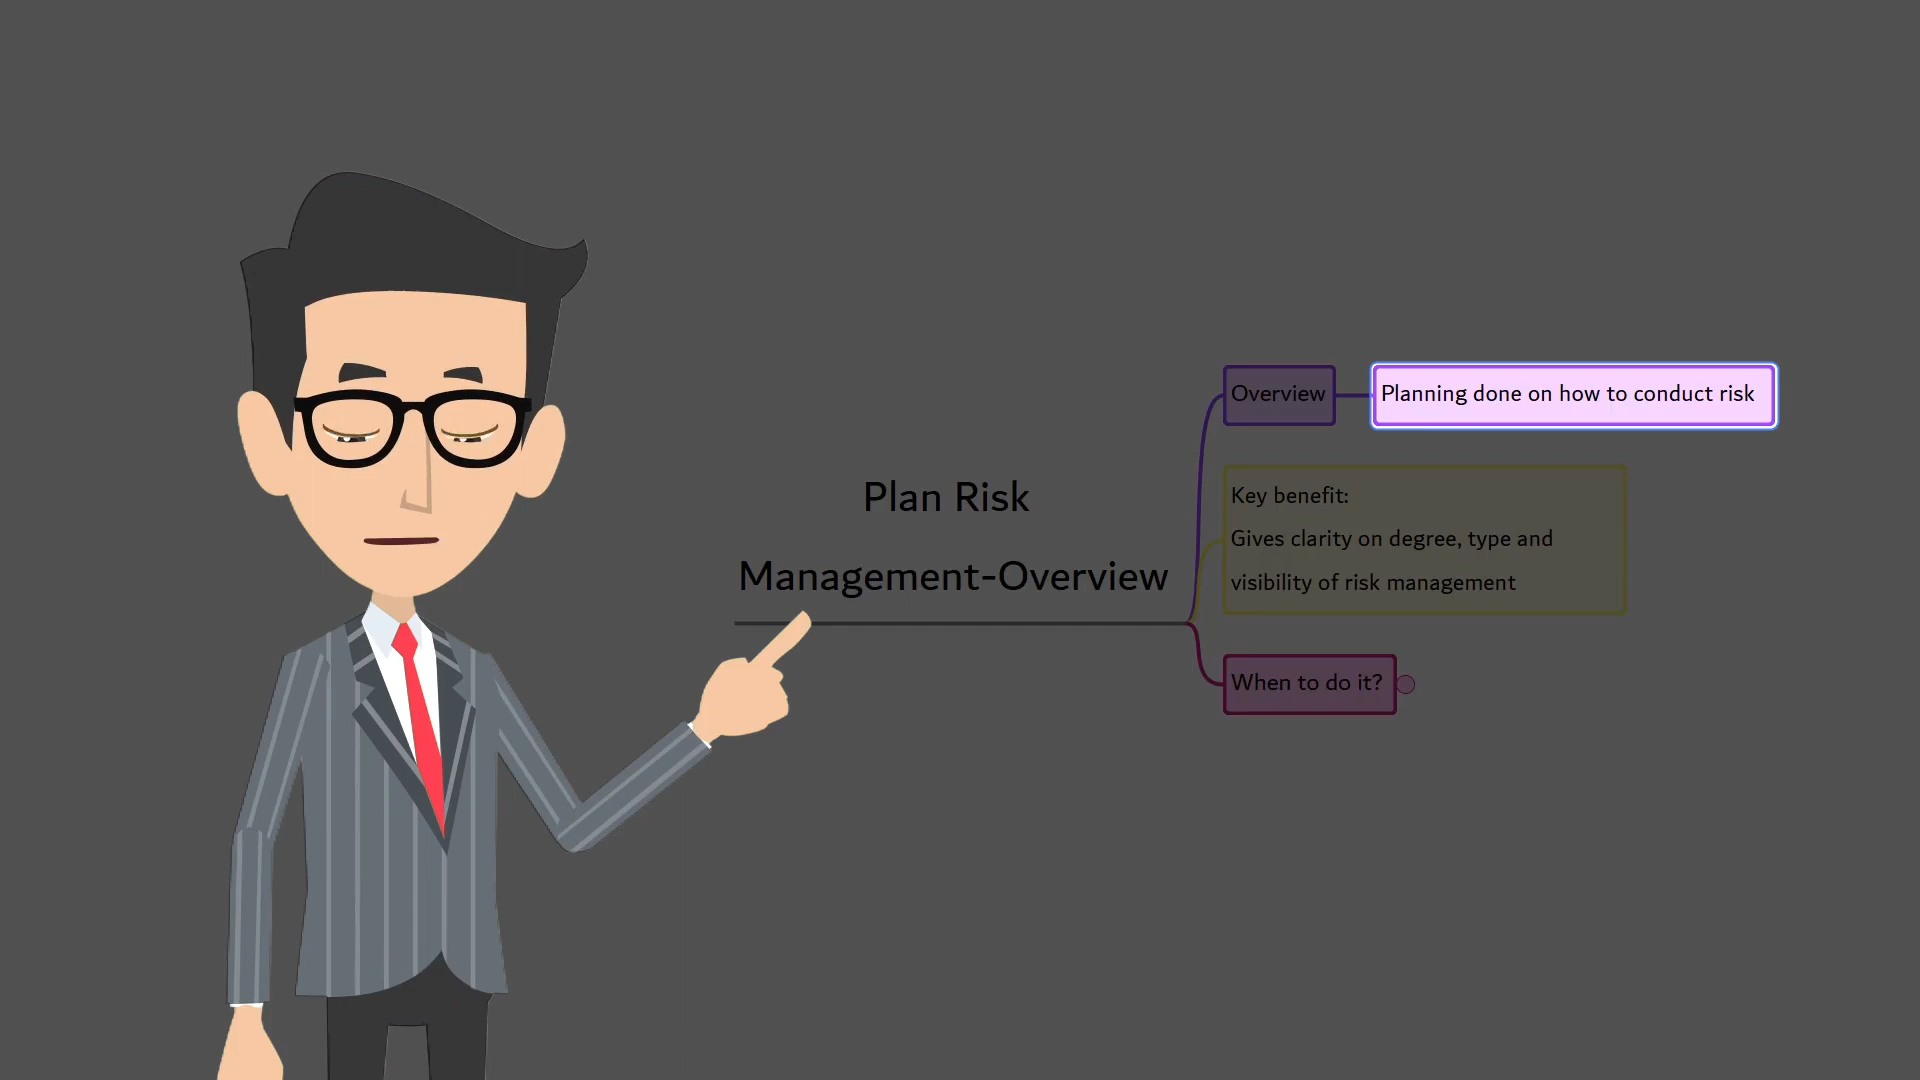 Plan Risk
Management-Overview
Overview
Planning done on how to conduct risk
Key benefit:
Gives clarity on degree, type and
visibility of risk management
When to do it?